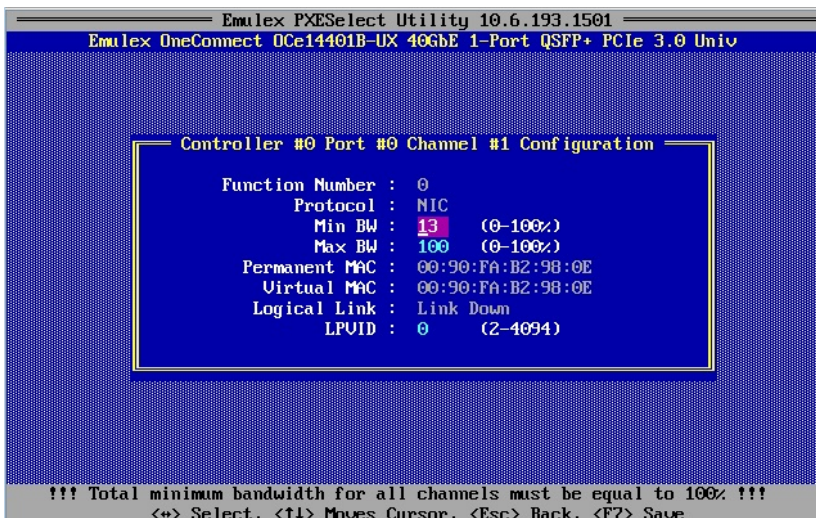 Emulex PXESelect Utility 10.6.193.1501
Emulex OneConnect OCe14401B-UX 40GbE 1-Port QSFP+ PCIe 3.0 Univ
Controller #0 Port #0 Channel #1 Configuration
Function Number : 0
Protocol : NIC
Min BW : 13 (0-100%)
Max BW : 100 (0-100%)
Permanent MAC : 00:90:FA:B2:98:0E
Virtual MAC : 00:90:FA:B2:98:0E
Logical Link : Link Down
LPVID : 0 (2-4094)
!!! Total minimum bandwidth for all channels must be equal to 100% !!!
<↔> Select, <↑↓> Moves Cursor, <Esc> Back, <F7> Save